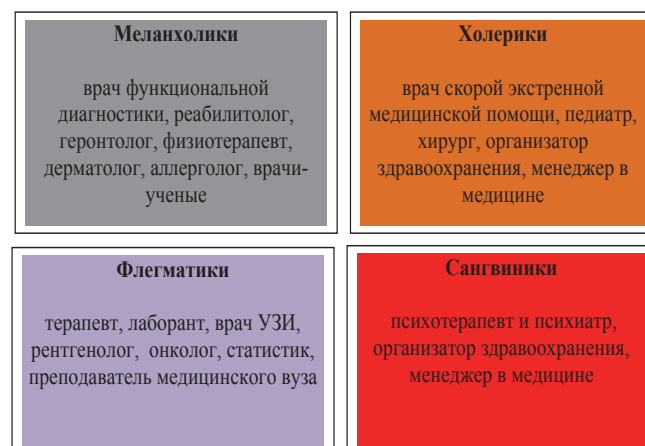 Меланхолики
врач функциональной
диагностики, реабилитолог,
геронтолог, физиотерапевт,
дерматолог, аллерголог, врачи-
ученые
Холерики
врач скорой экстренной
медицинской помощи, педиатр,
хирург, организатор
здравоохранения, менеджер в
медицине
Флегматики
терапевт, лаборант, врач УЗИ,
рентгенолог, онколог, статистик,
преподаватель медицинского вуза
Сангвиники
психотерапевт и психиатр,
организатор здравоохранения,
менеджер в медицине